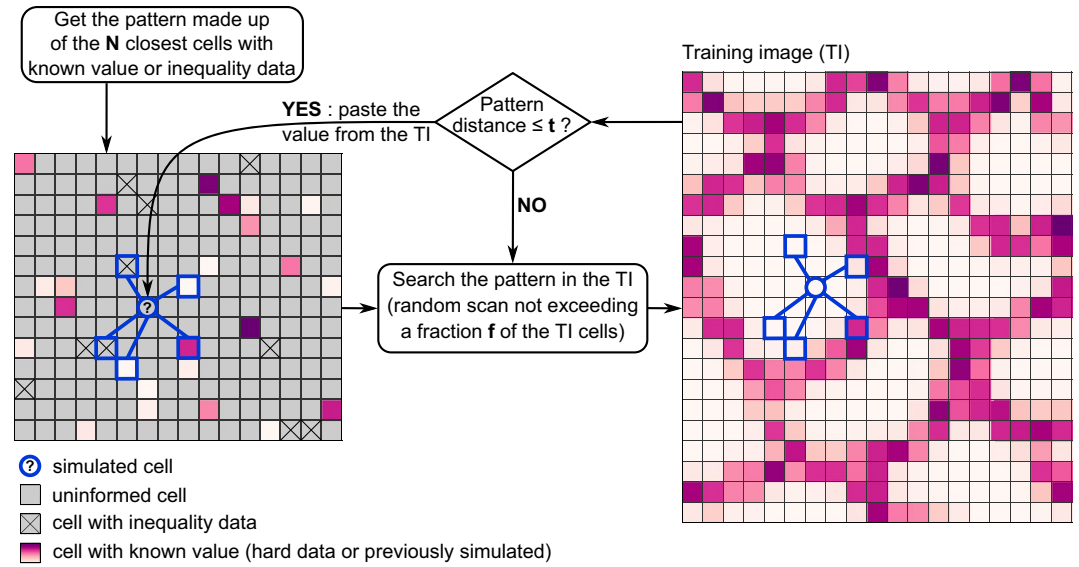 Get the pattern made up
of the N closest cells with
known value or inequality data
Training image (TI)
YES : paste the
value from the TI
Pattern
distance ≤ t ?
NO
Search the pattern in the TI
(random scan not exceeding
a fraction f of the TI cells)
?
? simulated cell
uninformed cell
cell with inequality data
cell with known value (hard data or previously simulated)